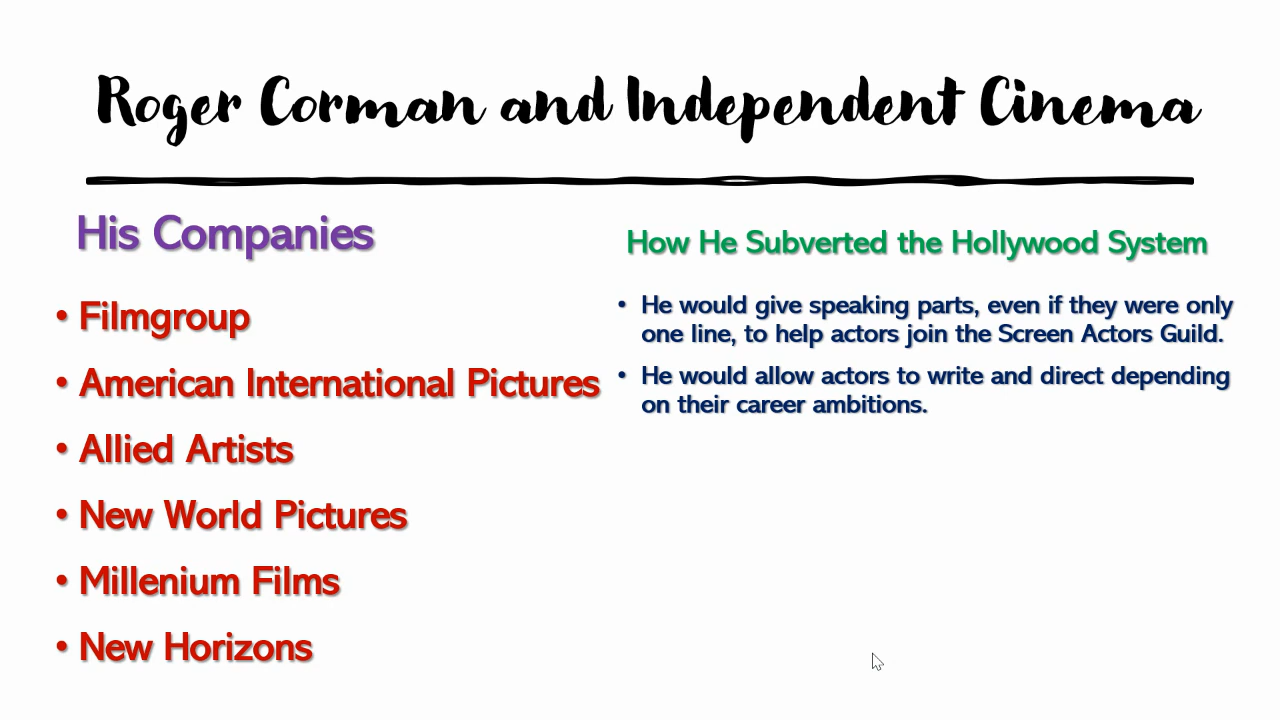 Roger Corman and Independent Cinema
His Companies
• Filmgroup
• American International Pictures
• Allied Artists
• New World Pictures
• Millenium Films
• New Horizons
How He Subverted the Hollywood System
• He would give speaking parts, even if they were only
one line, to help actors join the Screen Actors Guild.
• He would allow actors to write and direct depending
on their career ambitions.